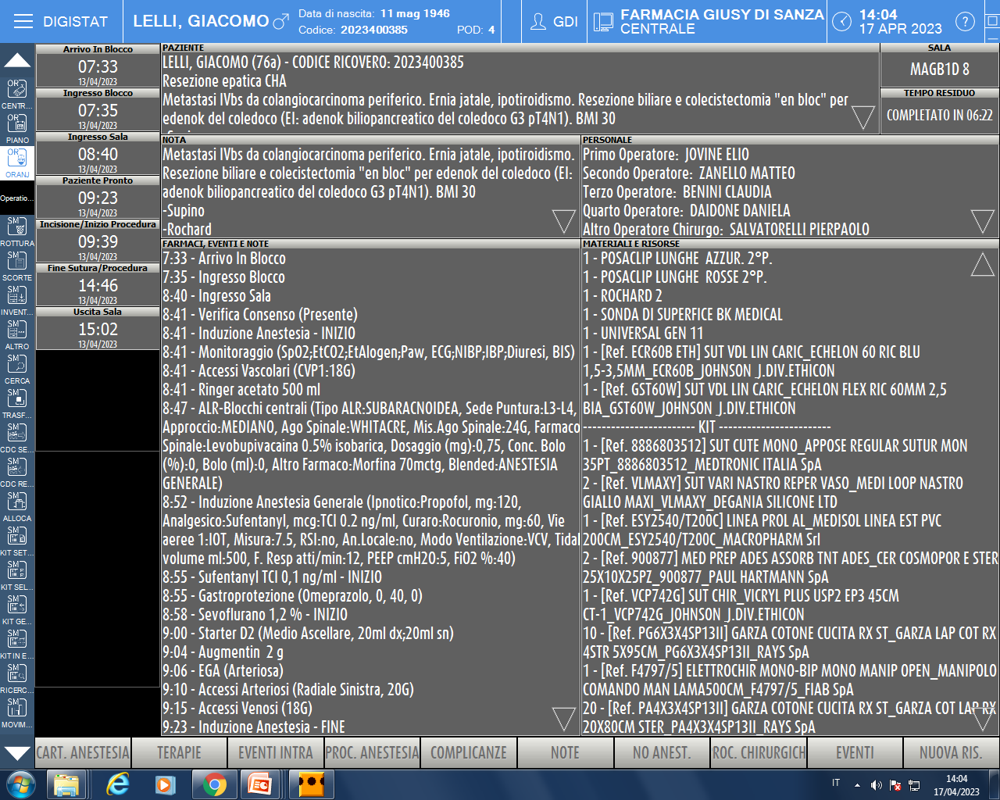 DIGISTAT
LELLI, GIACOMO
Data di nascita: 11 mag 1946
Codice: 2023400385
POD: 4
GDI
FARMACIA GIUSY DI SANZA
CENTRALE
14:04
17 APR 2023
?
OR
CENTR...
OR
PIANO
OR
ORANJ
Operatio...
SM
ROTTURA
SM
SCORTE
SM
INVENT...
SM
ALTRO
SM
CERCA
SM
TRASF...
SM
CDC SE...
SM
CDC RE...
SM
ALLOCA
SM
KIT SET...
SM
KIT SEL...
SM
KIT GE...
SM
KIT IN E...
SM
RICERC...
SM
MOVIM...
Arrivo In Blocco
07:33
13/04/2023
Ingresso Blocco
07:35
13/04/2023
Ingresso Sala
08:40
13/04/2023
Paziente Pronto
09:23
13/04/2023
Incisione/Inizio Procedura
09:39
13/04/2023
Fine Sutura/Procedura
14:46
13/04/2023
Uscita Sala
15:02
13/04/2023
PAZIENTE
LELLI, GIACOMO (76a) - CODICE RICOVERO: 2023400385
Resezione epatica CHA
Metastasi IVbs da colangiocarcinoma periferico. Ernia jatale, ipotiroidismo. Resezione biliare e colecistectomia "en bloc" per
edenok del coledoco (EI: adenok biliopancreatico del coledoco G3 pT4N1). BMI 30
-Supino
SALA
MAGB1D 8
TEMPO RESIDUO
COMPLETATO IN 06:22
NOTA
Metastasi IVbs da colangiocarcinoma periferico. Ernia jatale, ipotiroidismo.
Resezione biliare e colecistectomia "en bloc" per edenok del coledoco (EI:
adenok biliopancreatico del coledoco G3 pT4N1). BMI 30
-Supino
-Rochard
PERSONALE
Primo Operatore: JOVINE ELIO
Secondo Operatore: ZANELLO MATTEO
Terzo Operatore: BENINI CLAUDIA
Quarto Operatore: DAIDONE DANIELA
Altro Operatore Chirurgo: SALVATORELLI PIERPAOLO
FARMACI, EVENTI E NOTE
7:33 - Arrivo In Blocco
7:35 - Ingresso Blocco
8:40 - Ingresso Sala
8:41 - Verifica Consenso (Presente)
8:41 - Induzione Anestesia - INIZIO
8:41 - Monitoraggio (SpO2;EtCO2;EtAlogen;Paw, ECG;NIBP;IBP;Diuresi, BIS)
8:41 - Accessi Vascolari (CVP1:18G)
8:41 - Ringer acetato 500 ml
8:47 - ALR-Blocchi centrali (Tipo ALR:SUBARACNOIDEA, Sede Puntura:L3-L4,
Approccio:MEDIANO, Ago Spinale:WHITACRE, Mis.Ago Spinale:24G, Farmaco
Spinale:Levobupivacaina 0.5% isobarica, Dosaggio (mg):0,75, Conc. Bolo
(%):0, Bolo (ml):0, Altro Farmaco:Morfina 70mctg, Blended:ANESTESIA
GENERALE)
8:52 - Induzione Anestesia Generale (Ipnotico:Propofol, mg:120,
Analgesico:Sufentanyl, mcg:TCI 0.2 ng/ml, Curaro:Rocuronio, mg:60, Vie
aeree 1:IOT, Misura:7.5, RSI:no, An.Locale:no, Modo Ventilazione:VCV, Tidal
volume ml:500, F. Resp atti/min:12, PEEP cmH2O:5, FiO2 %:40)
8:55 - Sufentanyl TCI 0,1 ng/ml - INIZIO
8:55 - Gastroprotezione (Omeprazolo, 0, 40, 0)
8:58 - Sevoflurano 1,2 % - INIZIO
9:00 - Starter D2 (Medio Ascellare, 20ml dx;20ml sn)
9:04 - Augmentin 2 g
9:06 - EGA (Arteriosa)
9:10 - Accessi Arteriosi (Radiale Sinistra, 20G)
9:15 - Accessi Venosi (18G)
9:23 - Induzione Anestesia - FINE
MATERIALI E RISORSE
1 - POSACLIP LUNGHE AZZUR. 2°P.
1 - POSACLIP LUNGHE ROSSE 2°P.
1 - ROCHARD 2
1 - SONDA DI SUPERFICE BK MEDICAL
1 - UNIVERSAL GEN 11
1 - [Ref. ECR60B ETH] SUT VDL LIN CARIC_ECHELON 60 RIC BLU
1,5-3,5MM_ECR60B_JOHNSON J.DIV.ETHICON
1 - [Ref. GST60W] SUT VDL LIN CARIC_ECHELON FLEX RIC 60MM 2,5
BIA_GST60W_JOHNSON J.DIV.ETHICON
------------------------ KIT ------------------------
1 - [Ref. 8886803512] SUT CUTE MONO_APPOSE REGULAR SUTUR MON
35PT_8886803512_MEDTRONIC ITALIA SpA
2 - [Ref. VLMAXY] SUT VARI NASTRO REPER VASO_MEDI LOOP NASTRO
GIALLO MAXI_VLMAXY_DEGANIA SILICONE LTD
1 - [Ref. ESY2540/T200C] LINEA PROL AL_MEDISOL LINEA EST PVC
200CM_ESY2540/T200C_MACROPHARM Srl
2 - [Ref. 900877] MED PREP ADES ASSORB TNT ADES_CER COSMOPOR E STER
25X10X25PZ_900877_PAUL HARTMANN SpA
1 - [Ref. VCP742G] SUT CHIR_VICRYL PLUS USP2 EP3 45CM
CT-1_VCP742G_JOHNSON J.DIV.ETHICON
10 - [Ref. PG6X3X4SP13II] GARZA COTONE CUCITA RX ST_GARZA LAP COT RX
4STR 5X95CM_PG6X3X4SP13II_RAYS SpA
1 - [Ref. F4797/5] ELETTROCHIR MONO-BIP MONO MANIP OPEN_MANIPOLO
COMANDO MAN LAMA500CM_F4797/5_FIAB SpA
20 - [Ref. PA4X3X4SP13II] GARZA COTONE CUCITA RX ST_GARZA COT LAP RX
20X80CM STER_PA4X3X4SP13II_RAYS SpA
CART. ANESTESIA
TERAPIE
EVENTI INTRA
PROC. ANESTESIA
COMPLICANZE
NOTE
NO ANEST.
ROC. CHIRURGICH
EVENTI
NUOVA RIS.
IT
14:04
17/04/2023